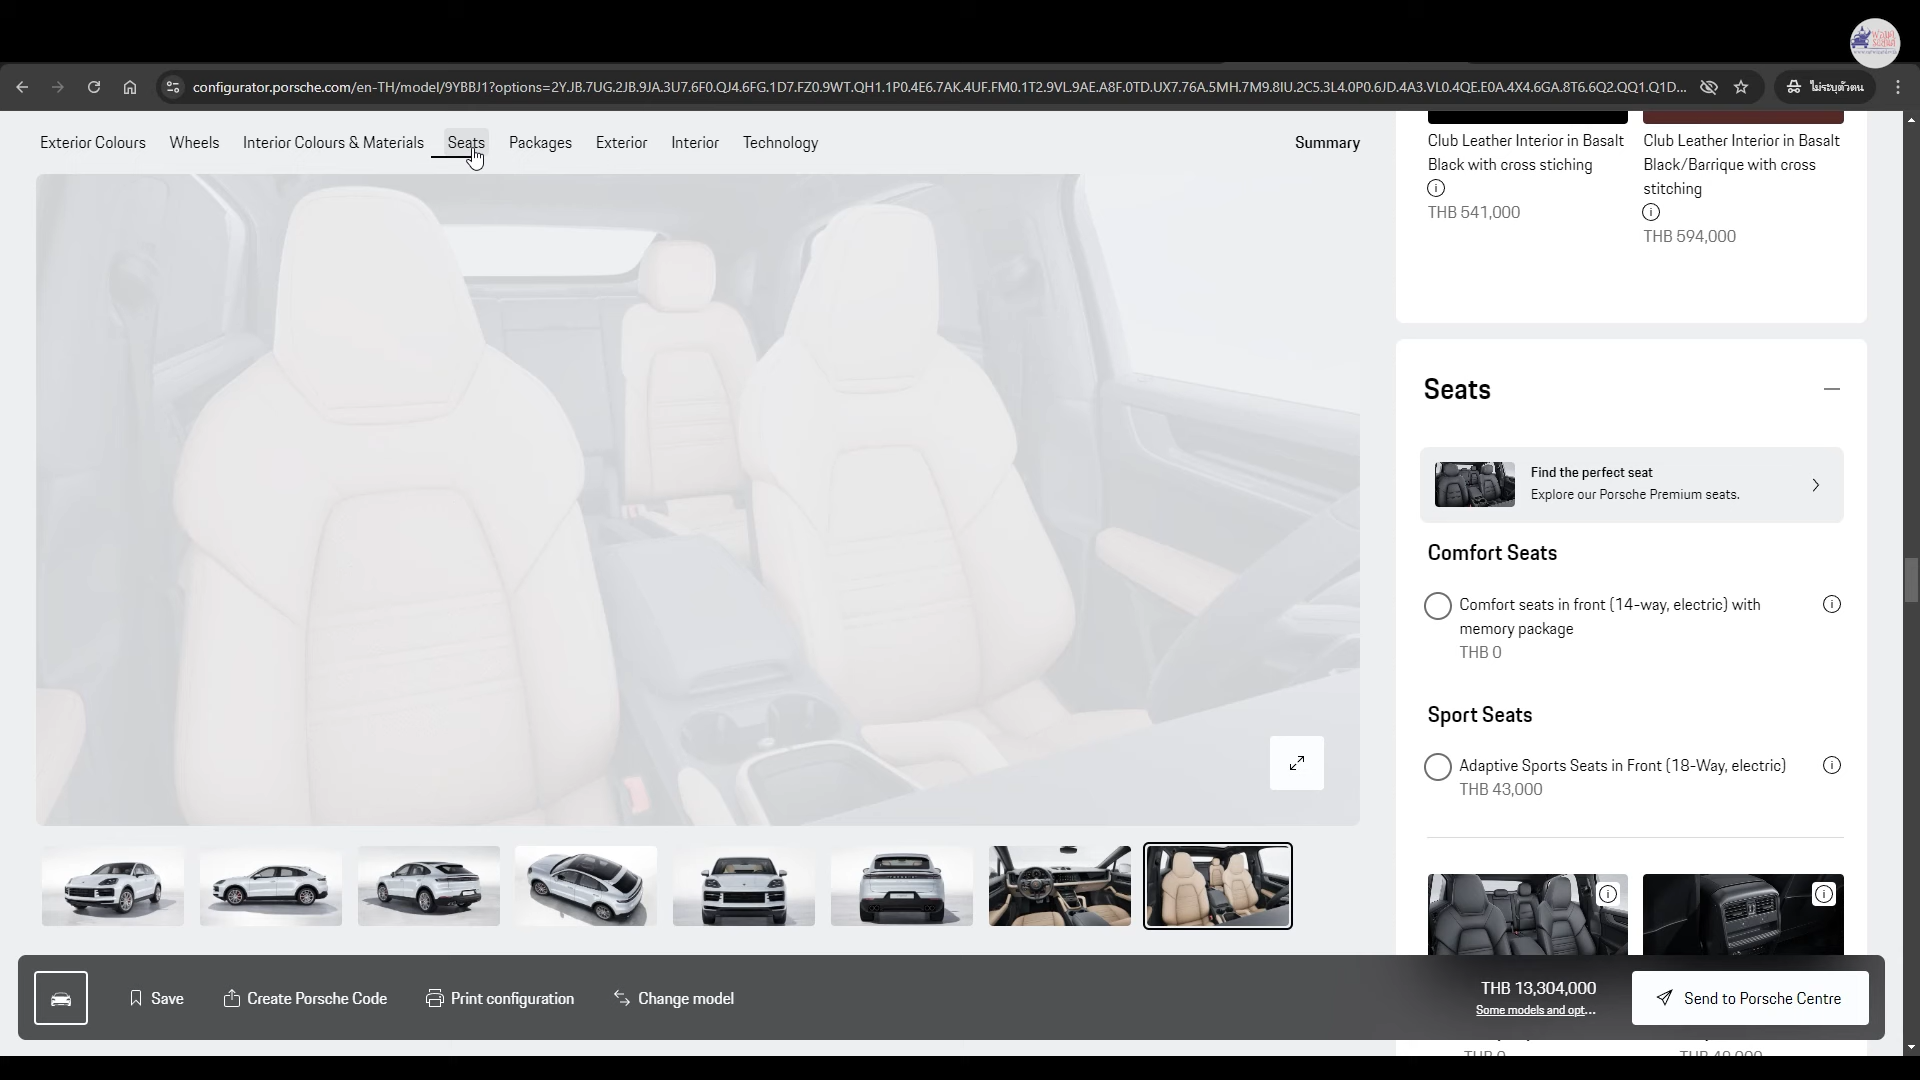 configurator.porsche.com/en-TH/model/9YBBJ1?options=2Y.JB.7UG.2JB.9JA.3U7.6F0.QJ4.6FG.1D7.FZ0.9WT.QH1.1P0.4E6.7AK.4UF.FM0.1T2.9VL.9AE.A8F.0TD.UX7.76A.5MH.7M9.8IU.2C5.3L4.0P0.6JD.4A3.VL0.4QE.E0A.4X4.6GA.8T6.6Q2.QQ1.Q1D...
ไม่ระบุตัวตน
Exterior Colours
Wheels
Interior Colours & Materials
Seats
Packages
Exterior
Interior
Technology
Summary
Club Leather Interior in Basalt
Black with cross stiching
THB 541,000
Club Leather Interior in Basalt
Black/Barrique with cross
stitching
THB 594,000
Seats
Find the perfect seat
Explore our Porsche Premium seats.
Comfort Seats
Comfort seats in front (14-way, electric) with
memory package
THB 0
Sport Seats
Adaptive Sports Seats in Front (18-Way, electric)
THB 43,000
Save
Create Porsche Code
Print configuration
Change model
THB 13,304,000
Some models and opt...
Send to Porsche Centre